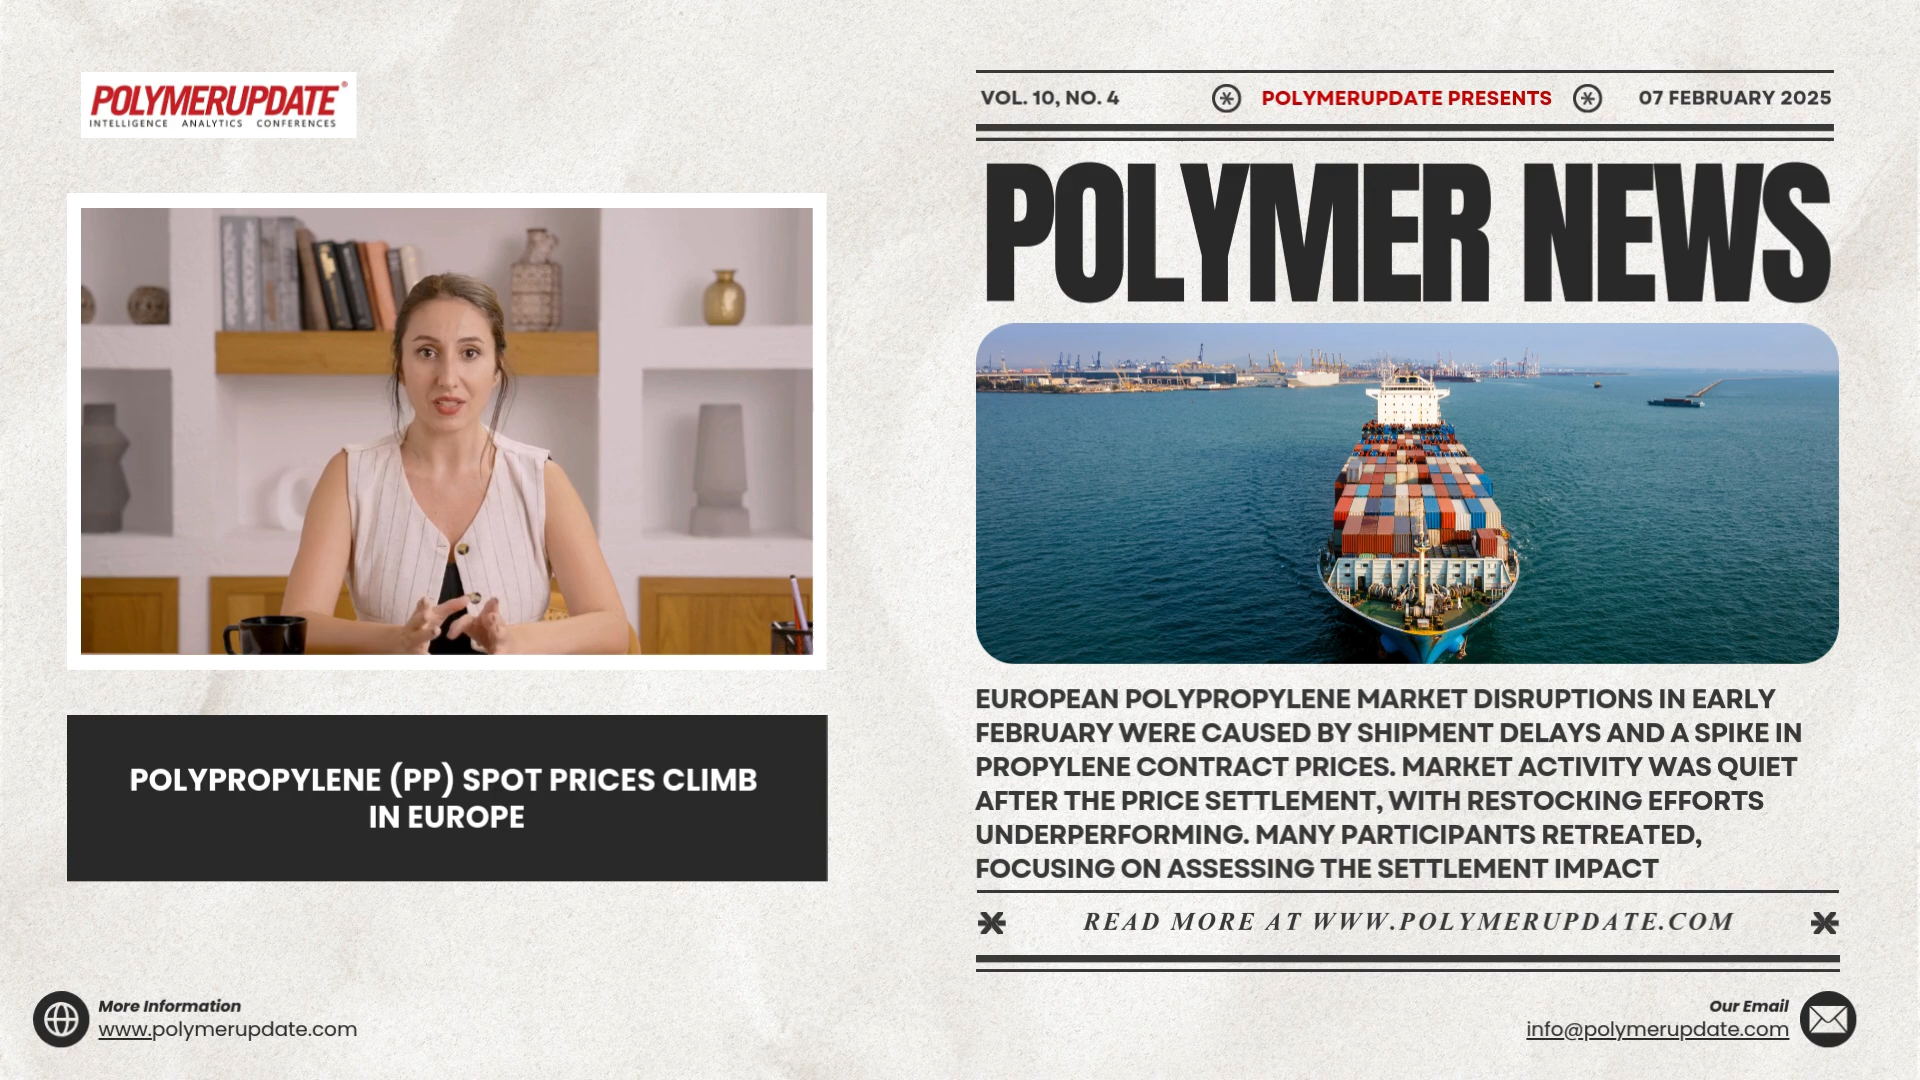 POLYMERUPDATE®
INTELLIGENCE ANALYTICS CONFERENCES
POLYPROPYLENE (PP) SPOT PRICES CLIMB
IN EUROPE
VOL. 10, NO. 4
POLYMERUPDATE PRESENTS
07 FEBRUARY 2025
POLYMER NEWS
EUROPEAN POLYPROPYLENE MARKET DISRUPTIONS IN EARLY
FEBRUARY WERE CAUSED BY SHIPMENT DELAYS AND A SPIKE IN
PROPYLENE CONTRACT PRICES. MARKET ACTIVITY WAS QUIET
AFTER THE PRICE SETTLEMENT, WITH RESTOCKING EFFORTS
UNDERPERFORMING. MANY PARTICIPANTS RETREATED,
FOCUSING ON ASSESSING THE SETTLEMENT IMPACT
READ MORE AT WWW.POLYMERUPDATE.COM
More Information
www.polymerupdate.com
Our Email
info@polymerupdate.com